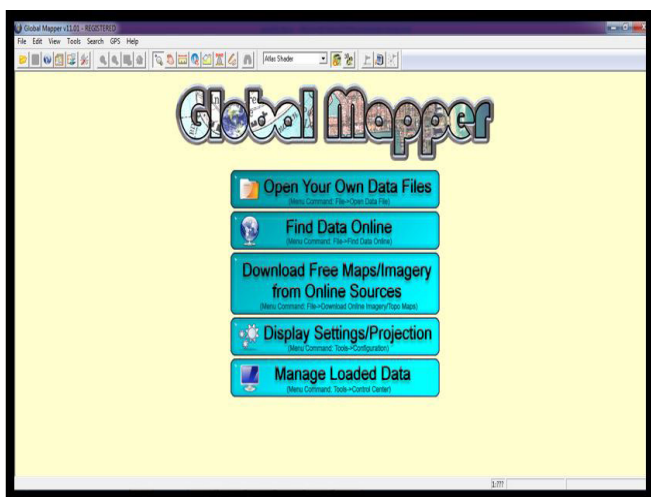 Global Mapper v11.01 - REGISTERED
File Edit View Tools Search GPS Help
Atlas Shader
Global Mapper
Open Your Own Data Files
(Menu Command: File->Open Data File)
Find Data Online
(Menu Command: File->Find Data Online)
Download Free Maps/Imagery
from Online Sources
(Menu Command: File->Download Online Imagery/Topo Maps)
Display Settings/Projection
(Menu Command: Tools->Configuration)
Manage Loaded Data
(Menu Command: Tools->Control Center)
1:???